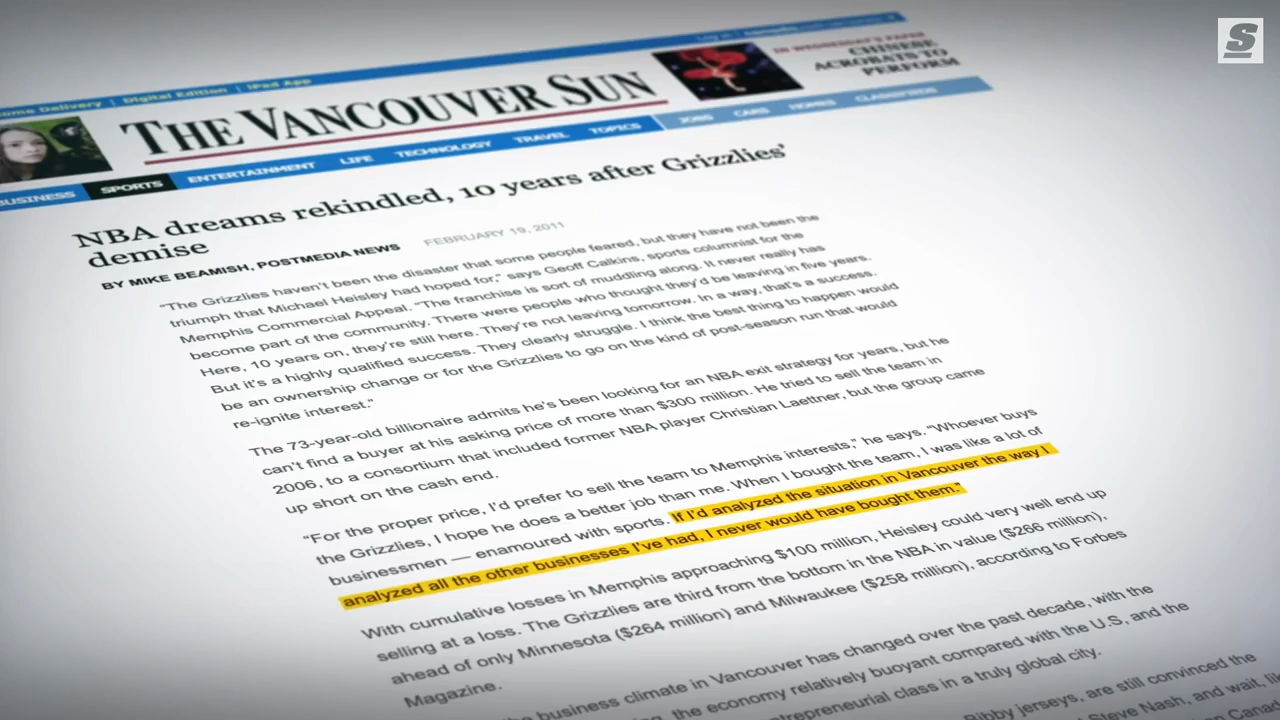 S
Home Delivery | Digital Edition | iPad App
Log in
THE VANCOUVER SUN
IN WEDNESDAY'S PAPER
CHINESE
ACROBATS TO
PERFORM
BUSINESS SPORTS ENTERTAINMENT LIFE TECHNOLOGY TRAVEL TOPICS JOBS CARS HOMES CLASSIFIEDS
NBA dreams rekindled, 10 years after Grizzlies'
demise
BY MIKE BEAMISH, POSTMEDIA NEWS FEBRUARY 19, 2011
"The Grizzlies haven't been the disaster that some people feared, but they have not been the
triumph that Michael Heisley had hoped for," says Geoff Calkins, sports columnist for the
Memphis Commercial Appeal. "The franchise is sort of muddling along. It never really has
become part of the community. There were people who thought they'd be leaving in five years.
Here, 10 years on, they're still here. They're not leaving tomorrow. In a way, that's a success.
But it's a highly qualified success. They clearly struggle. I think the best thing to happen would
be an ownership change or for the Grizzlies to go on the kind of post-season run that would
re-ignite interest."
The 73-year-old billionaire admits he's been looking for an NBA exit strategy for years, but he
can't find a buyer at his asking price of more than $300 million. He tried to sell the team in
2006, to a consortium that included former NBA player Christian Laettner, but the group came
up short on the cash end.
"For the proper price, I'd prefer to sell the team to Memphis interests," he says. "Whoever buys
the Grizzlies, I hope he does a better job than me. When I bought the team, I was like a lot of
businessmen — enamoured with sports. If I'd analyzed the situation in Vancouver the way I
analyzed all the other businesses I've had, I never would have bought them."
With cumulative losses in Memphis approaching $100 million, Heisley could very well end up
selling at a loss. The Grizzlies are third from the bottom in the NBA in value ($266 million),
ahead of only Minnesota ($264 million) and Milwaukee ($258 million), according to Forbes
Magazine.
the business climate in Vancouver has changed over the past decade, with the
the economy relatively buoyant compared with the U.S, and the
entrepreneurial class in a truly global city.
Bibby jerseys, are still convinced the
Steve Nash, and wait,